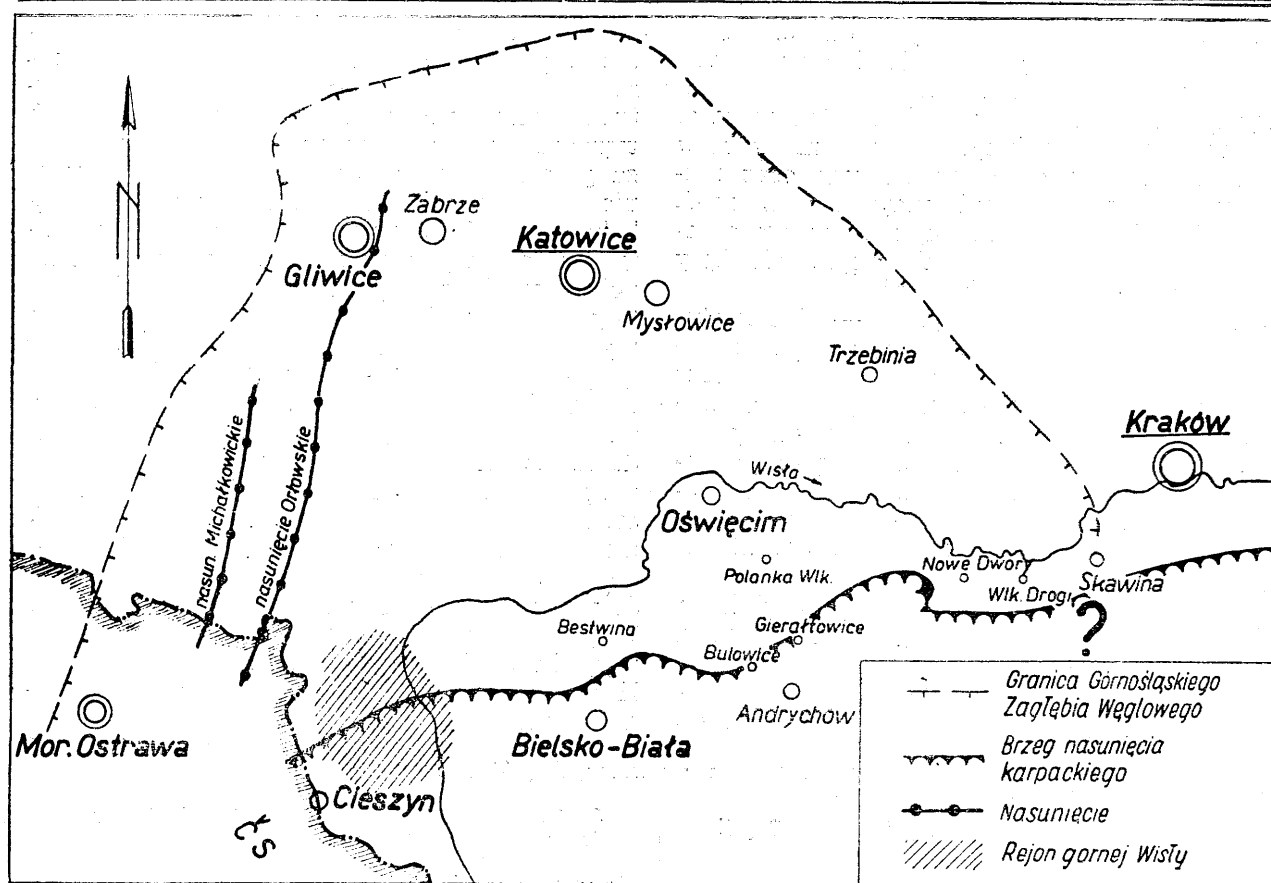 N
Zabrze
Gliwice
Katowice
Mysłowice
Trzebinia
Kraków
nasun. Michałkowickie
nasunięcie Orłowskie
Wisła
Oświęcim
Polanka Wlk.
Nowe Dwory
Wlk. Drogi
Skawina
?
Bestwina
Gierałtowice
Bulowice
Andrychów
Bielsko-Biała
Mor. Ostrawa
Cieszyn
ČS
Granica Górnośląskiego
Zagłębia Węglowego
Brzeg nasunięcia
karpackiego
Nasunięcie
Rejon gornej Wisły